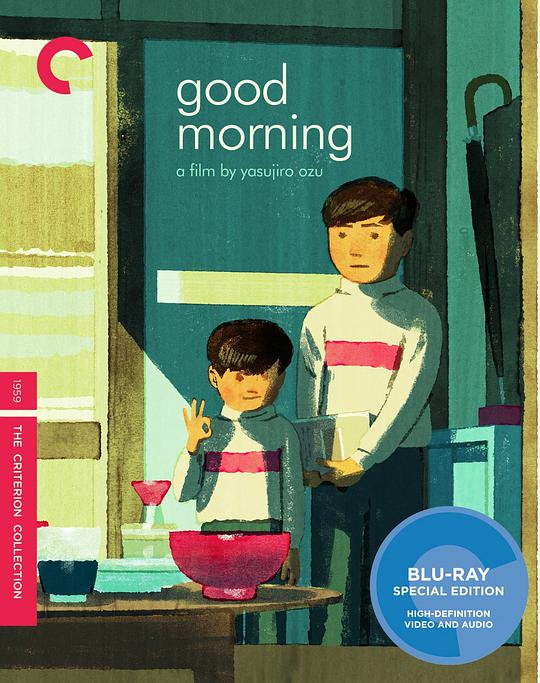 good
morning
a film by yasujiro ozu
1959
THE CRITERION COLLECTION
BLU-RAY
SPECIAL EDITION
HIGH-DEFINITION
VIDEO AND AUDIO